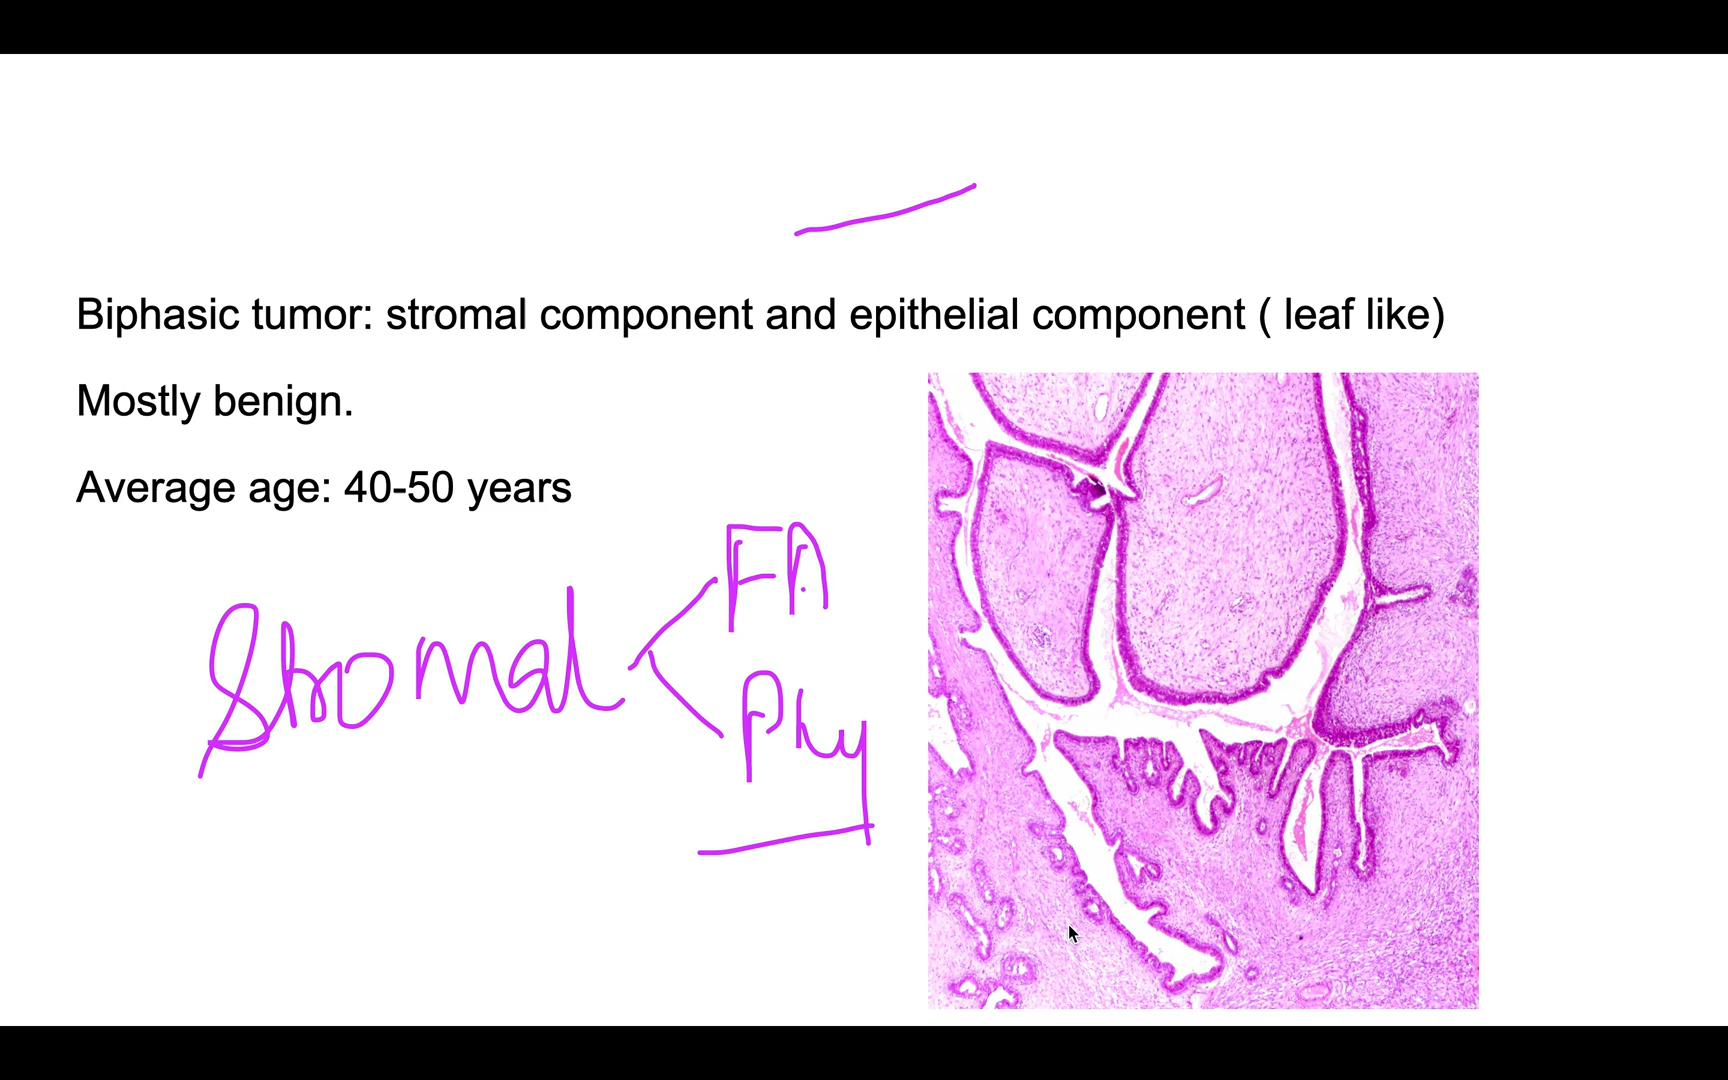 Biphasic tumor: stromal component and epithelial component ( leaf like)
Mostly benign.
Average age: 40-50 years
FA
Stromal
Phy